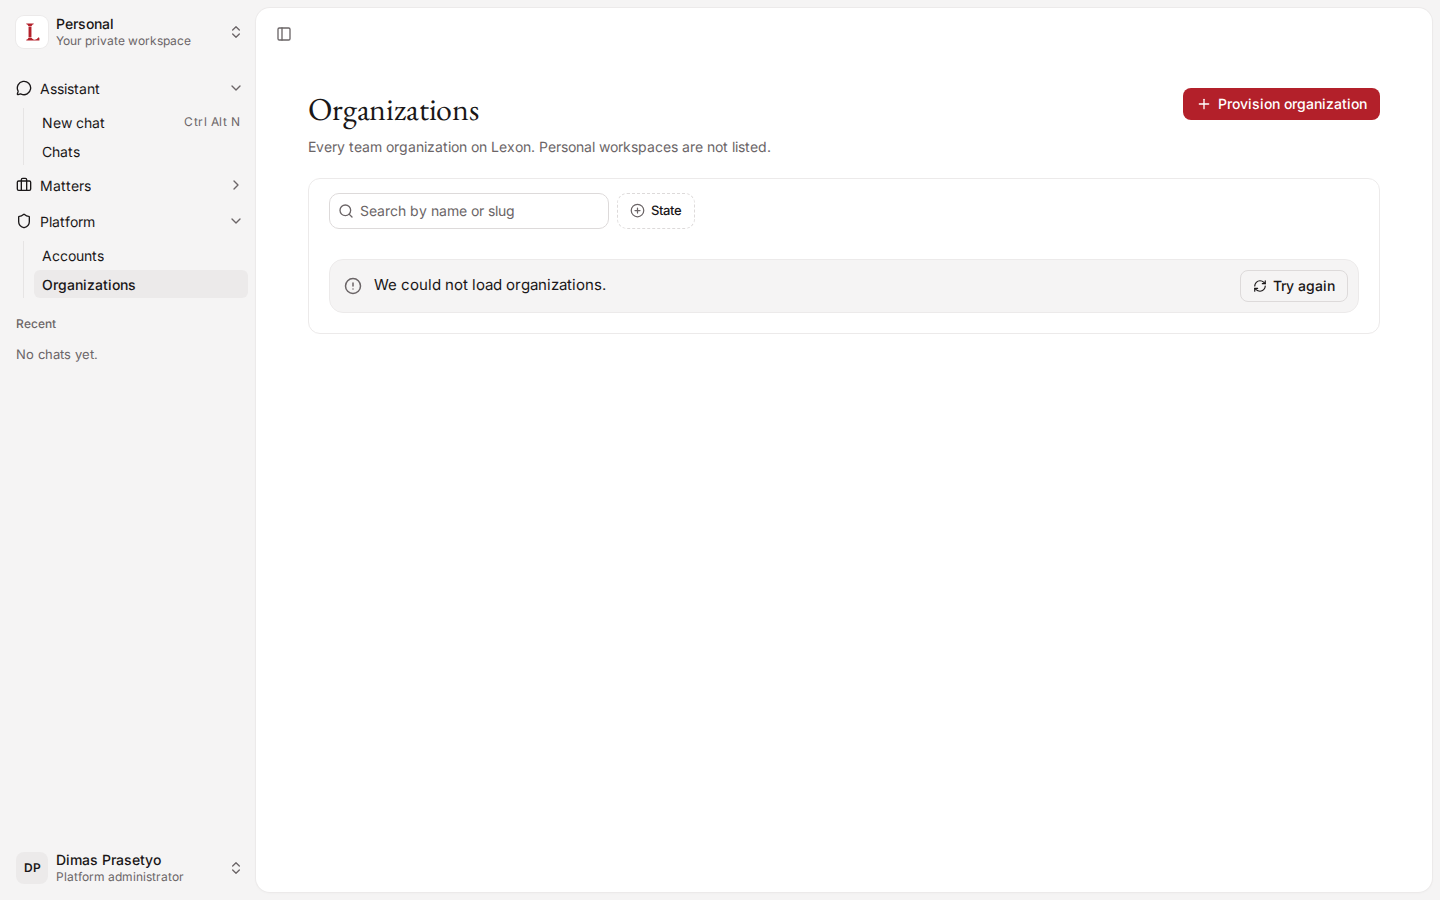 L
Personal
Your private workspace
Assistant
New chat
Ctrl Alt N
Chats
Matters
Platform
Accounts
Organizations
Recent
No chats yet.
DP
Dimas Prasetyo
Platform administrator
Organizations
Every team organization on Lexon. Personal workspaces are not listed.
Provision organization
Search by name or slug
State
We could not load organizations.
Try again